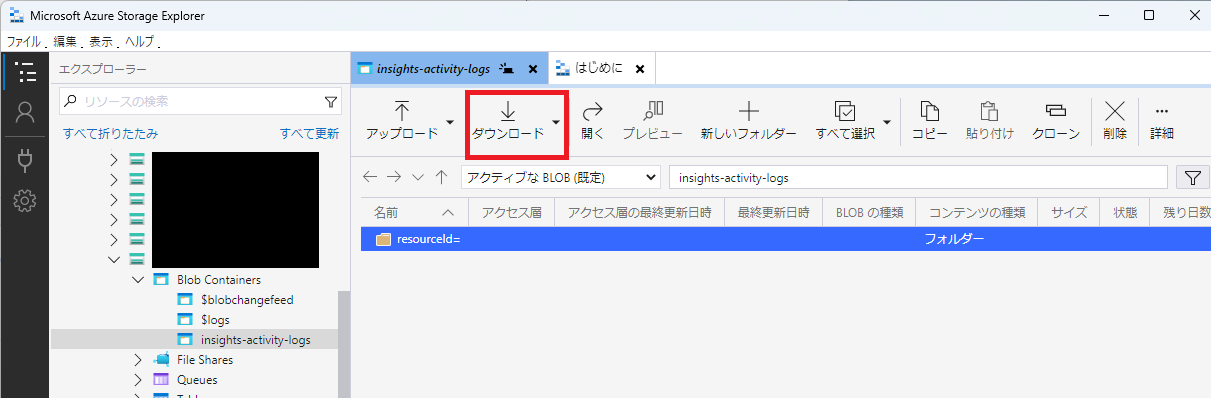 Microsoft Azure Storage Explorer
ファイル 編集 表示 ヘルプ
エクスプローラー
リソースの検索
すべて折りたたみ すべて更新
Blob Containers
$blobchangefeed
$logs
insights-activity-logs
File Shares
Queues
insights-activity-logs はじめに
アップロード ダウンロード 開く プレビュー 新しいフォルダー すべて選択 コピー 貼り付け クローン 削除 詳細
アクティブな BLOB (既定) insights-activity-logs
名前 アクセス層 アクセス層の最終更新日時 最終更新日時 BLOB の種類 コンテンツの種類 サイズ 状態 残り日数
resourceId= フォルダー